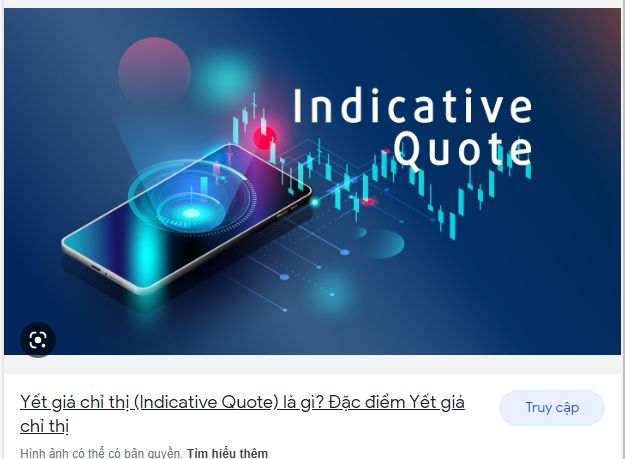 Indicative
Quote
Yết giá chỉ thị (Indicative Quote) là gì? Đặc điểm Yết giá
chỉ thị
Truy cập
Hình ảnh có thể có bản quyền. Tìm hiểu thêm